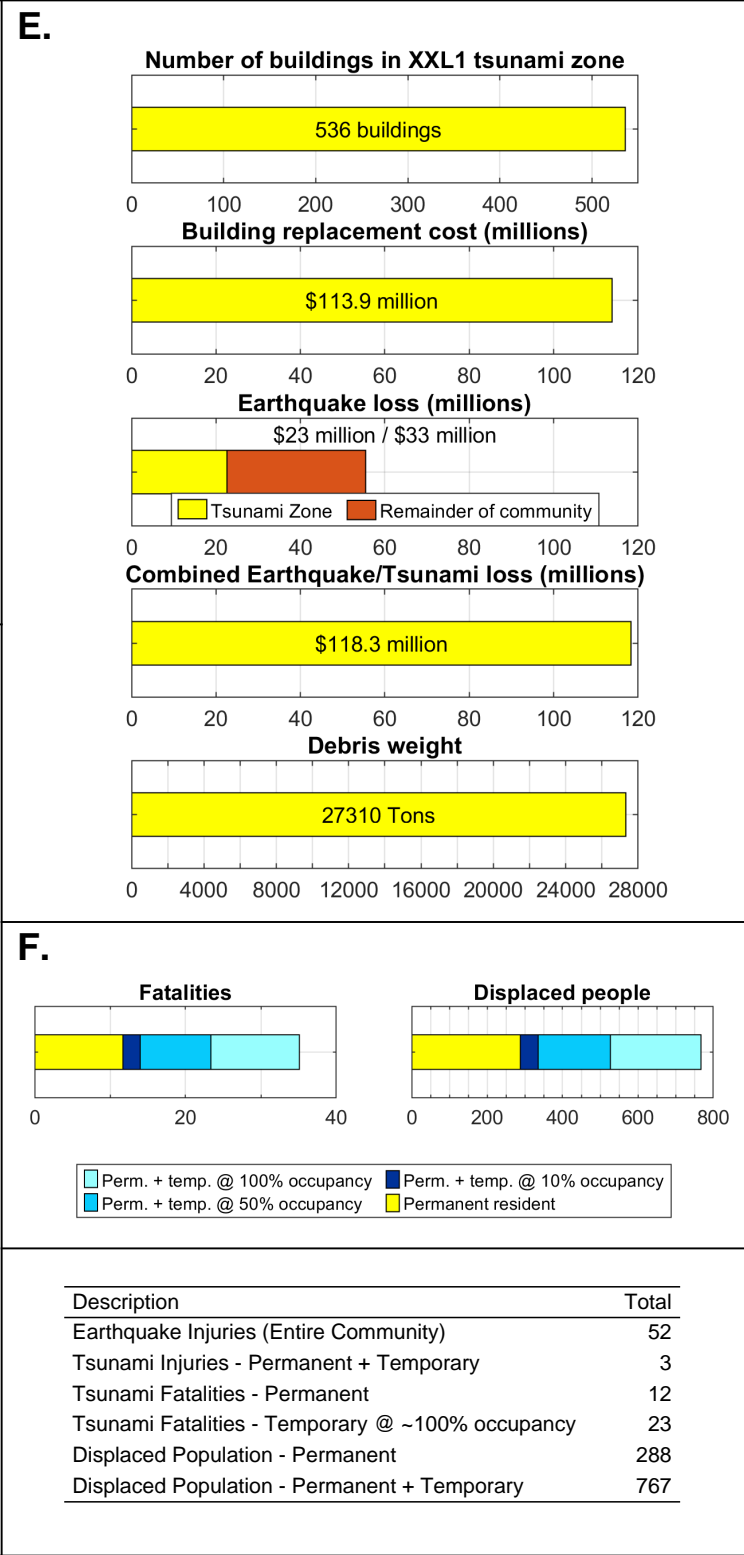 E.
Number of buildings in XXL1 tsunami zone
536 buildings
0 100 200 300 400 500
Building replacement cost (millions)
$113.9 million
0 20 40 60 80 100 120
Earthquake loss (millions)
$23 million / $33 million
Tsunami Zone Remainder of community
0 20 40 60 80 100 120
Combined Earthquake/Tsunami loss (millions)
$118.3 million
0 20 40 60 80 100 120
Debris weight
27310 Tons
0 4000 8000 12000 16000 20000 24000 28000
F.
Fatalities Displaced people
0 20 40 0 200 400 600 800
Perm. + temp. @ 100% occupancy Perm. + temp. @ 10% occupancy
Perm. + temp. @ 50% occupancy Permanent resident
Description Total
Earthquake Injuries (Entire Community) 52
Tsunami Injuries - Permanent + Temporary 3
Tsunami Fatalities - Permanent 12
Tsunami Fatalities - Temporary @ ~100% occupancy 23
Displaced Population - Permanent 288
Displaced Population - Permanent + Temporary 767